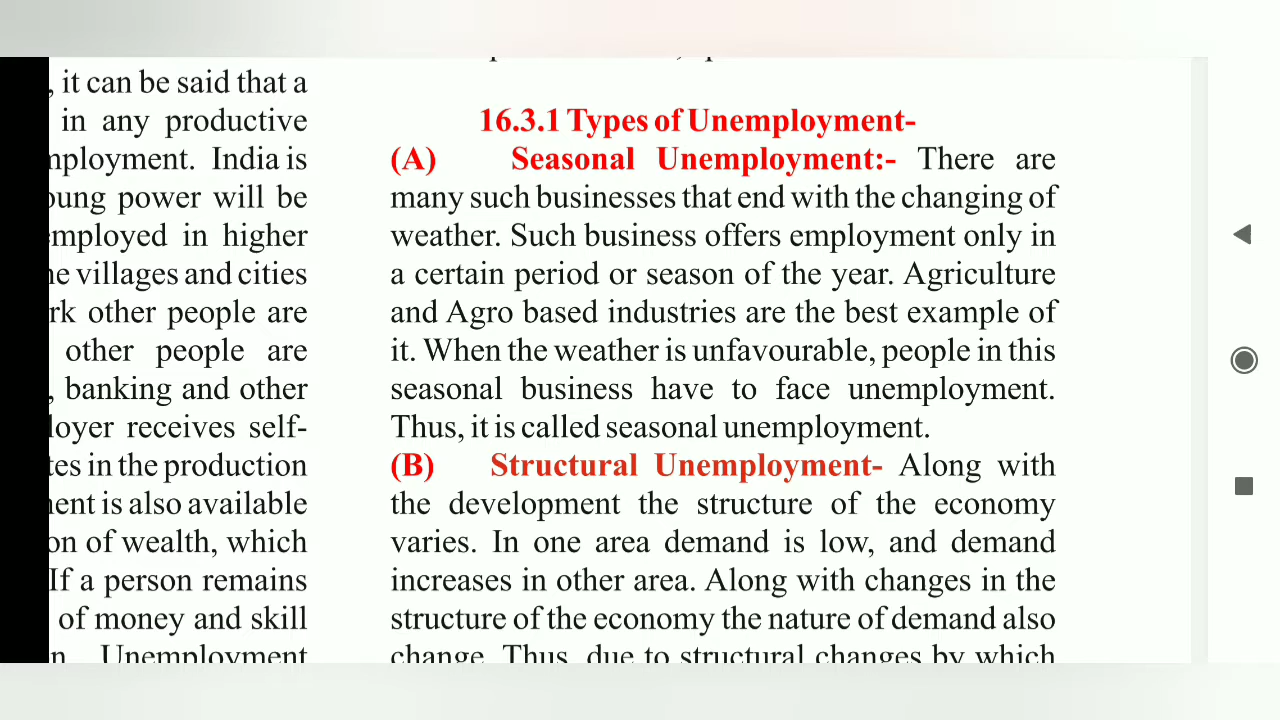 , it can be said that a
in any productive
mployment. India is
oung power will be
employed in higher
he villages and cities
rk other people are
other people are
, banking and other
loyer receives self-
tes in the production
ent is also available
on of wealth, which
If a person remains
of money and skill
n. Unemployment
16.3.1 Types of Unemployment-
(A) Seasonal Unemployment:- There are
many such businesses that end with the changing of
weather. Such business offers employment only in
a certain period or season of the year. Agriculture
and Agro based industries are the best example of
it. When the weather is unfavourable, people in this
seasonal business have to face unemployment.
Thus, it is called seasonal unemployment.
(B) Structural Unemployment- Along with
the development the structure of the economy
varies. In one area demand is low, and demand
increases in other area. Along with changes in the
structure of the economy the nature of demand also
change. Thus, due to structural changes by which